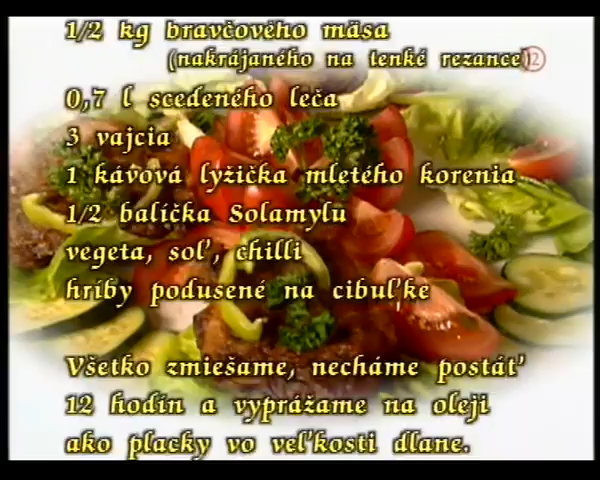 1/2 kg bravčového mäsa
(nakrájaného na tenké rezance)
12
0,7 l scedeného leča
3 vajcia
1 kávová lyžička mletého korenia
1/2 balíčka Solamylu
vegeta, soľ, chilli
hríby podusené na cibuľke
Všetko zmiešame, necháme postáť
12 hodín a vyprážame na oleji
ako placky vo veľkosti dlane.